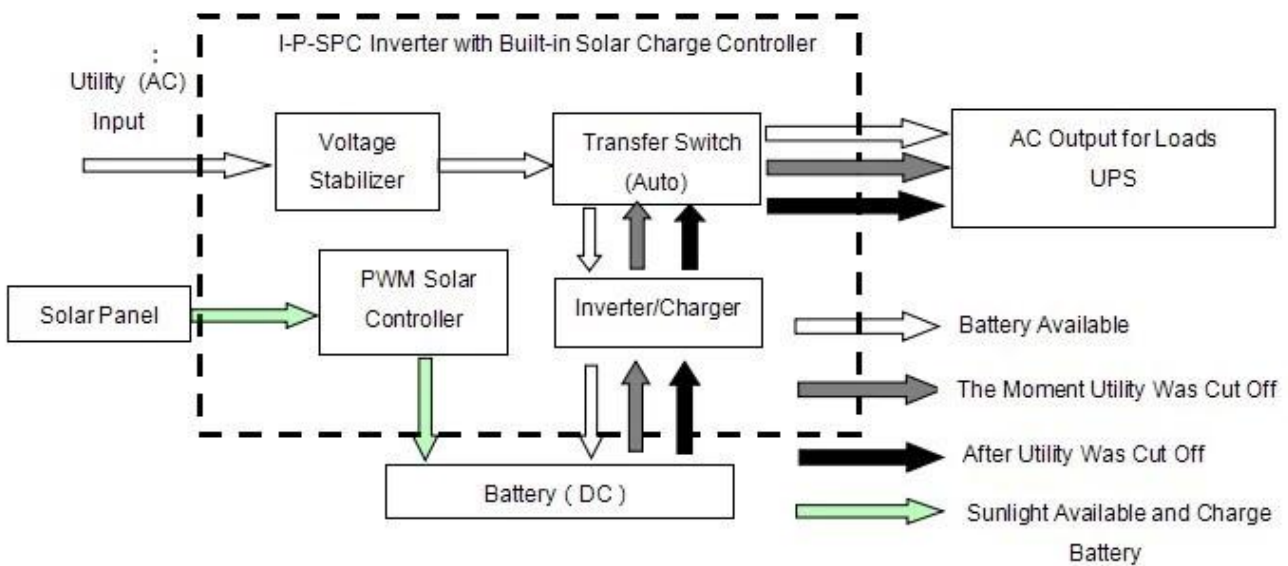 I-P-SPC Inverter with Built-in Solar Charge Controller
:
Utility (AC)
Input
Voltage
Stabilizer
Transfer Switch
(Auto)
AC Output for Loads
UPS
Solar Panel
PWM Solar
Controller
Inverter/Charger
Battery ( DC )
Battery Available
The Moment Utility Was Cut Off
After Utility Was Cut Off
Sunlight Available and Charge
Battery